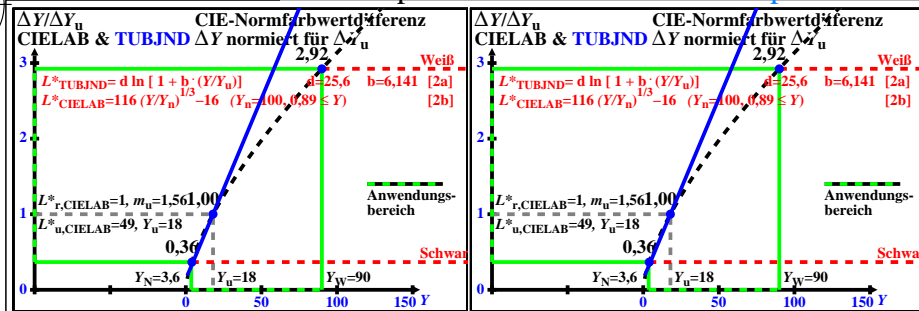 ΔY/ΔYu CIE-Normfarbwertdifferenz
CIELAB & TUBJND ΔY normiert für ΔYu
2,92 Weiß
3
L*TUBJND= d ln [ 1 + b·(Y/Yu)] d=25,6 b=6,141 [2a]
L*CIELAB=116 (Y/Yn)1/3−16 (Yn=100, 0,89 ≤ Y) [2b]
2
L*r,CIELAB=1, mu=1,56 1,00
Anwendungs-
bereich
1
L*u,CIELAB=49, Yu=18
0,36 Schwa
YN=3,6 Yu=18 YW=90
0
0 50 100 150 Y
ΔY/ΔYu CIE-Normfarbwertdifferenz
CIELAB & TUBJND ΔY normiert für ΔYu
2,92 Weiß
3
L*TUBJND= d ln [ 1 + b·(Y/Yu)] d=25,6 b=6,141 [2a]
L*CIELAB=116 (Y/Yn)1/3−16 (Yn=100, 0,89 ≤ Y) [2b]
2
L*r,CIELAB=1, mu=1,56 1,00
Anwendungs-
bereich
1
L*u,CIELAB=49, Yu=18
0,36 Schwa
YN=3,6 Yu=18 YW=90
0
0 50 100 150 Y